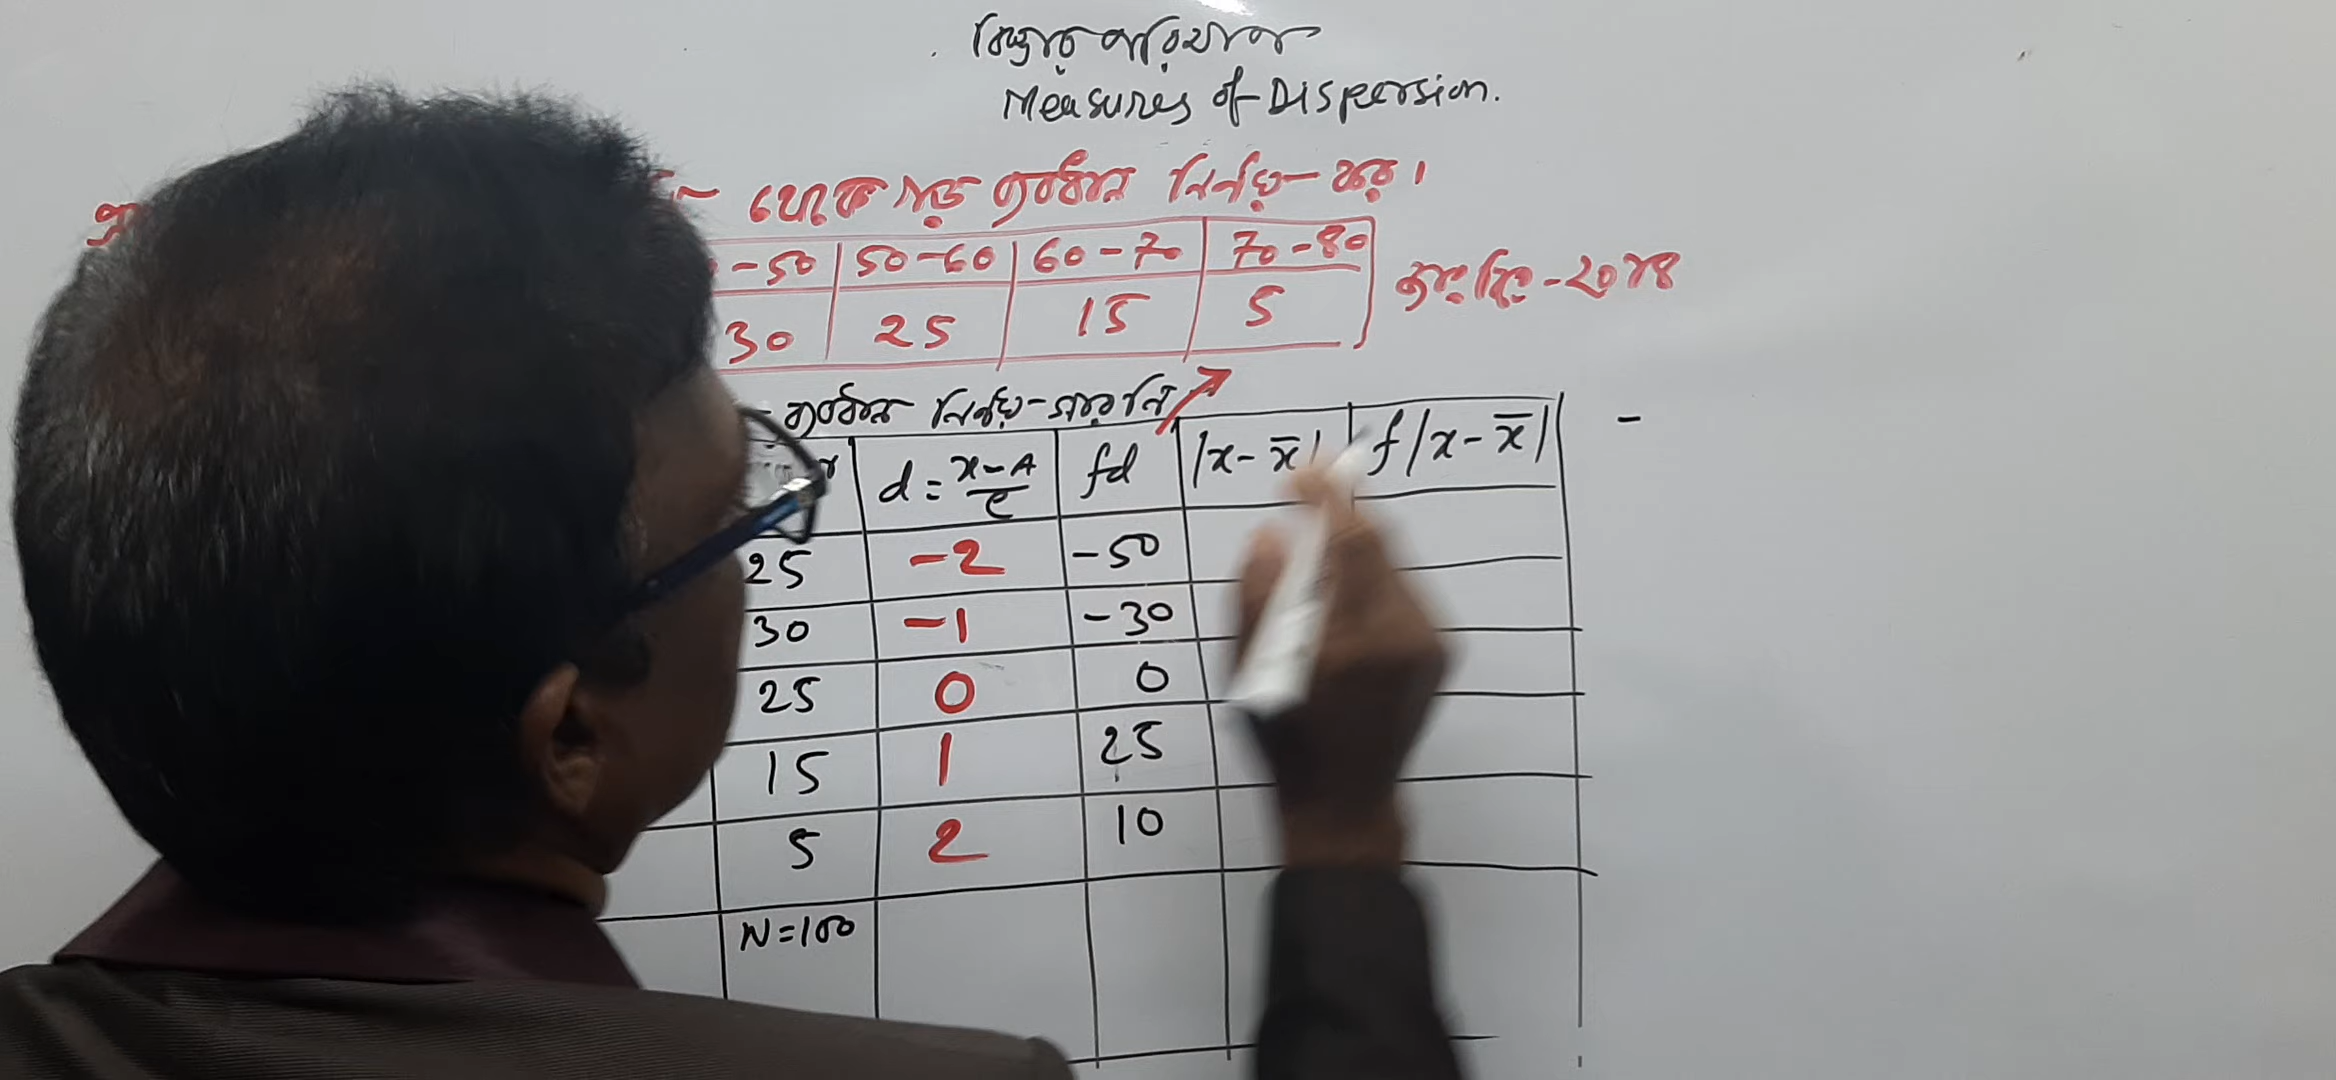 বিস্তার পরিমাপ
Measures of Dispersion.
থেকে গড় ব্যবধান নির্ণয় কর।
-50 50-60 60-70 70-80
30 25 15 5
ব্যবধান নির্ণয় সারণি
d = x-A/c fd |x-x̄| f|x-x̄| -
25 -2 -50
30 -1 -30
25 0 0
15 1 25
5 2 10
N=100